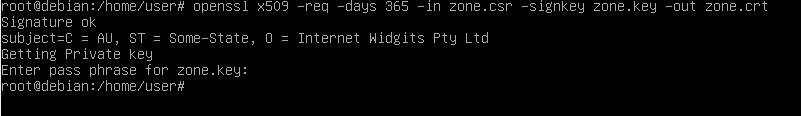 root@debian:/home/user# openssl x509 -req -days 365 -in zone.csr -signkey zone.key -out zone.crt
Signature ok
subject=C = AU, ST = Some-State, O = Internet Widgits Pty Ltd
Getting Private key
Enter pass phrase for zone.key:
root@debian:/home/user#